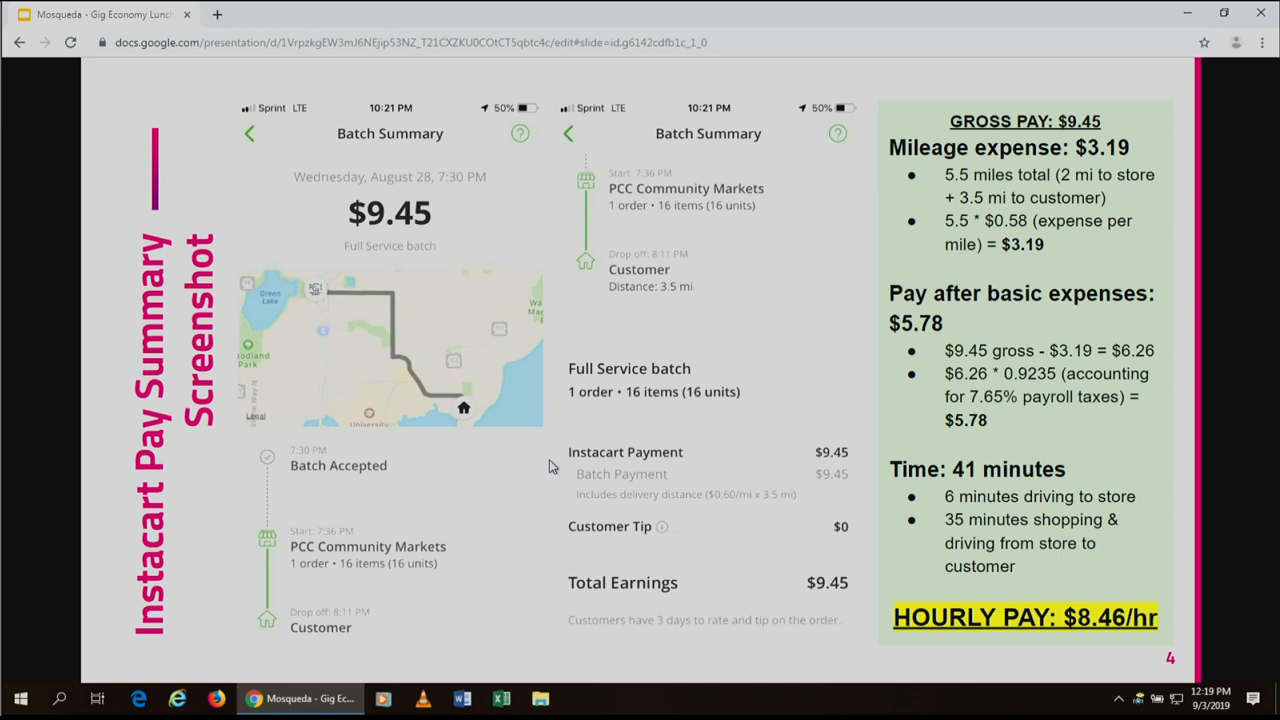 Mosqueda - Gig Economy Lunch
docs.google.com/presentation/d/1VrpzkgEW3mJ6NEjip53NZ_T21CXZKU0COtCT5qbtc4c/edit#slide=id.g6142cdfb1c_1_0
Instacart Pay Summary
Screenshot
Sprint LTE 10:21 PM 50%
Batch Summary
Wednesday, August 28, 7:30 PM
$9.45
Full Service batch
Green
Lake
oodland
Park
Legal
University
Wa
Mag
7:30 PM
Batch Accepted
Start: 7:36 PM
PCC Community Markets
1 order • 16 items (16 units)
Drop off: 8:11 PM
Customer
Sprint LTE 10:21 PM 50%
Batch Summary
Start: 7:36 PM
PCC Community Markets
1 order • 16 items (16 units)
Drop off: 8:11 PM
Customer
Distance: 3.5 mi
Full Service batch
1 order • 16 items (16 units)
Instacart Payment $9.45
Batch Payment $9.45
Includes delivery distance ($0.60/mi x 3.5 mi)
Customer Tip $0
Total Earnings $9.45
Customers have 3 days to rate and tip on the order.
GROSS PAY: $9.45
Mileage expense: $3.19
● 5.5 miles total (2 mi to store
+ 3.5 mi to customer)
● 5.5 * $0.58 (expense per
mile) = $3.19
Pay after basic expenses:
$5.78
● $9.45 gross - $3.19 = $6.26
● $6.26 * 0.9235 (accounting
for 7.65% payroll taxes) =
$5.78
Time: 41 minutes
● 6 minutes driving to store
● 35 minutes shopping &
driving from store to
customer
HOURLY PAY: $8.46/hr
4
Mosqueda - Gig Ec...
12:19 PM
9/3/2019